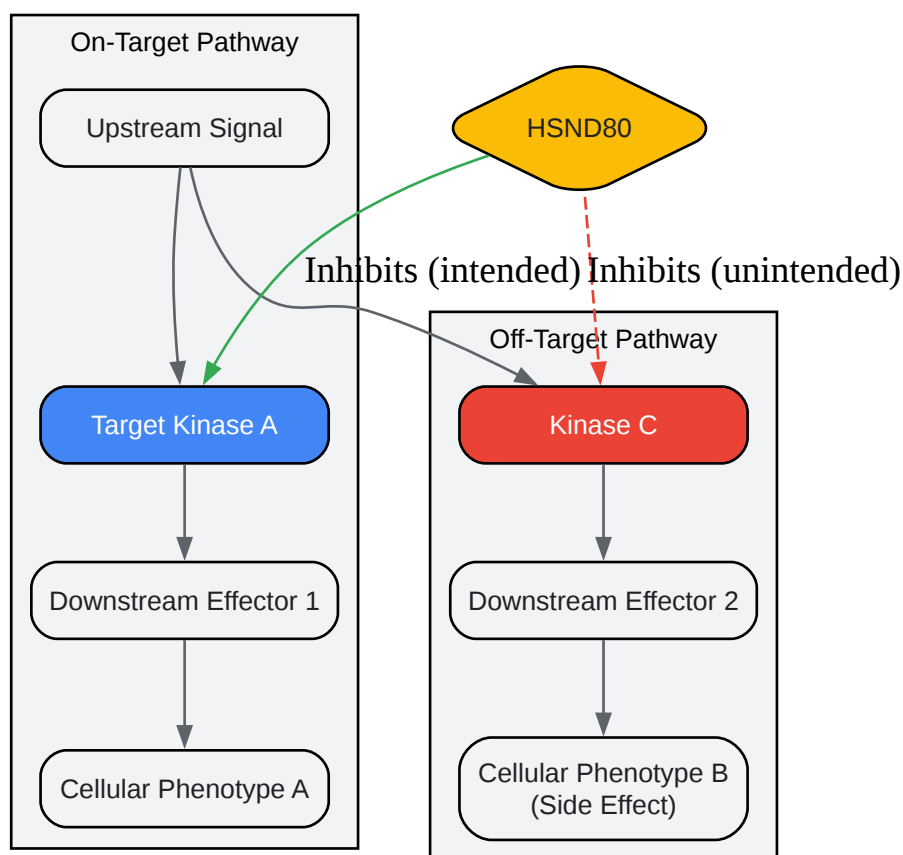 On-Target Pathway
Upstream Signal
HSND80
Inhibits (intended)
Inhibits (unintended)
Off-Target Pathway
Target Kinase A
Kinase C
Downstream Effector 1
Downstream Effector 2
Cellular Phenotype A
Cellular Phenotype B
(Side Effect)